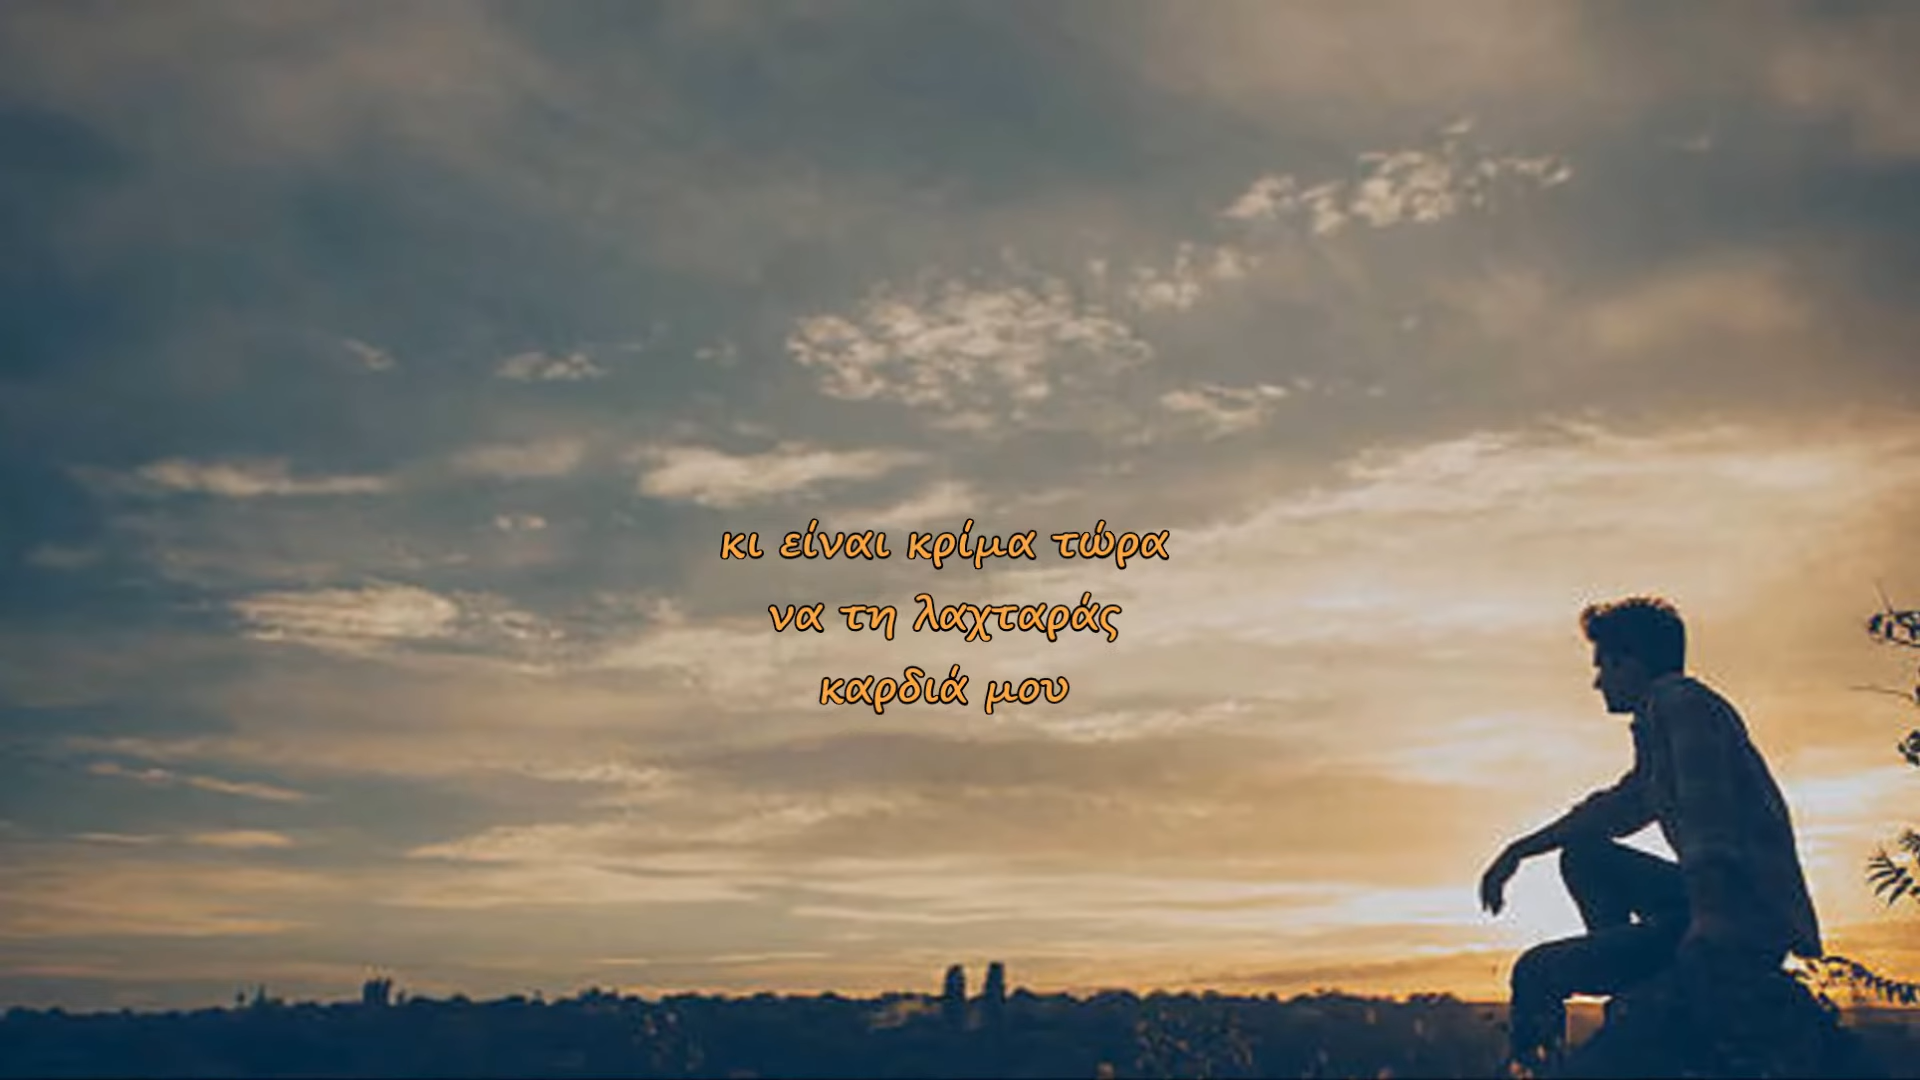 κι είναι κρίμα τώρα
να τη λαχταράς
καρδιά μου